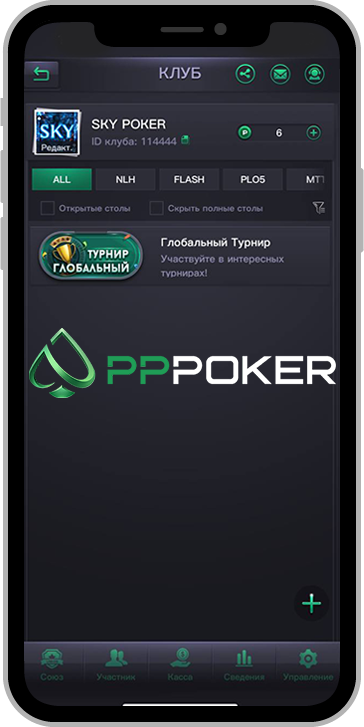 КЛУБ
SKY
Редакт.
SKY POKER
ID клуба: 114444
P
6
ALL
NLH
FLASH
PLO5
MTT
Открытые столы
Скрыть полные столы
ТУРНИР
ГЛОБАЛЬНЫЙ
Глобальный Турнир
Участвуйте в интересных
турнирах!
PPPOKER
Союз
Участник
Касса
Сведения
Управление